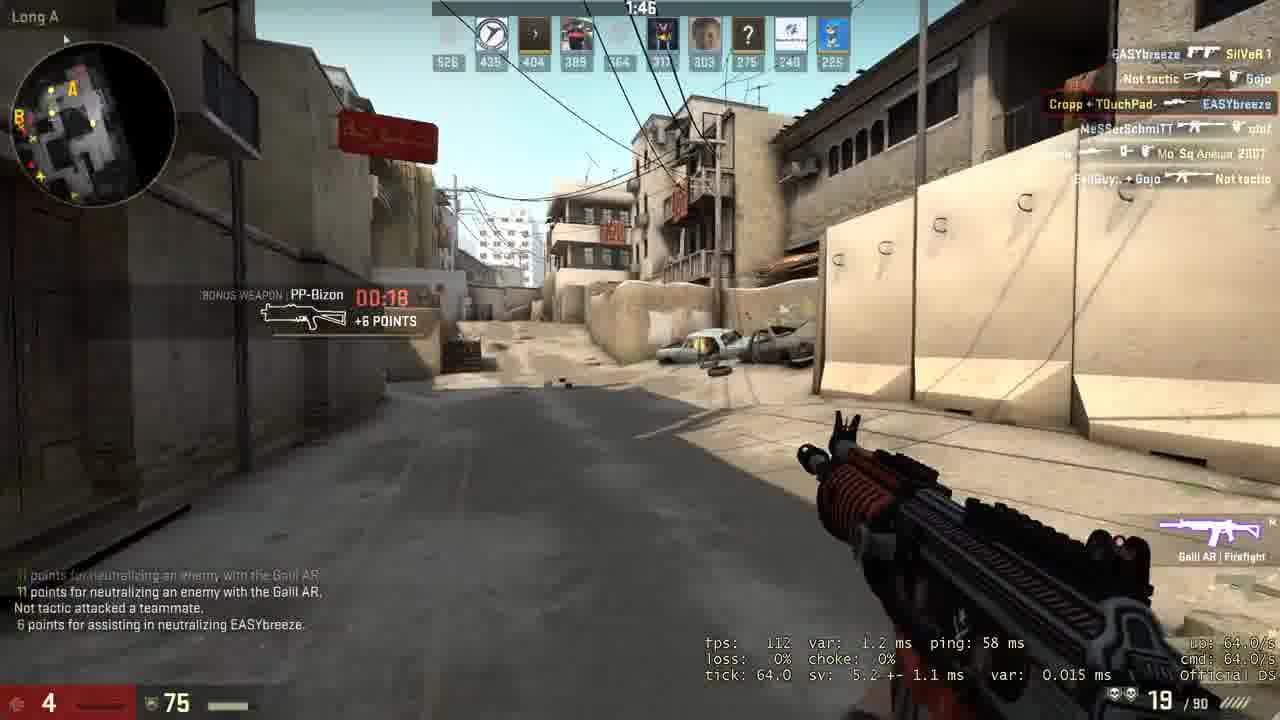 Long A
1:46
A
B
526 435 404 389 364 317 303 275 240 225
?
EASYbreeze SilVeR 1
Not tactic Gojo
Cropp + T0uchPad- EASYbreeze
MeSSerSchmiTT
+ Gojo Not tactic
BONUS WEAPON | PP-Bizon 00:18
+6 POINTS
Galil AR | Firefight
11 points for neutralizing an enemy with the Galil AR.
11 points for neutralizing an enemy with the Galil AR.
Not tactic attacked a teammate.
6 points for assisting in neutralizing EASYbreeze.
fps: 112 var: 1.2 ms ping: 58 ms
loss: 0% choke: 0%
tick: 64.0 sv: 5.2 +- 1.1 ms var: 0.015 ms
up: 64.0/s
cmd: 64.0/s
Official DS
4
75
19 / 90